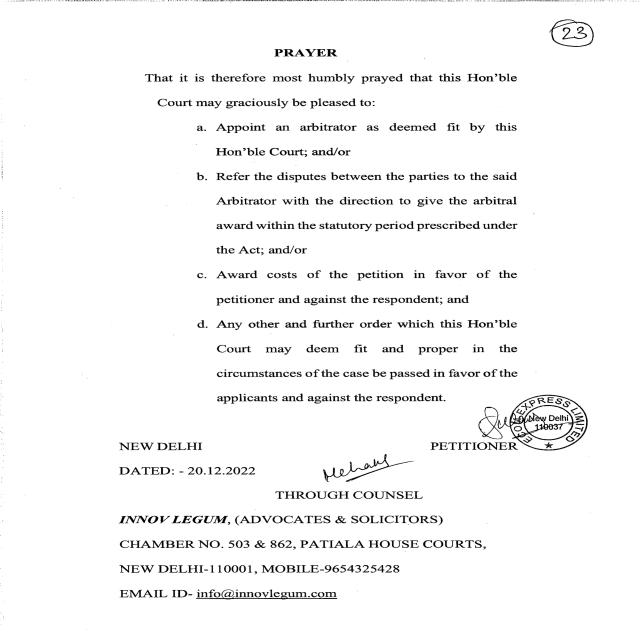 23
PRAYER
That it is therefore most humbly prayed that this Hon’ble
Court may graciously be pleased to:
a. Appoint an arbitrator as deemed fit by this
Hon’ble Court; and/or
b. Refer the disputes between the parties to the said
Arbitrator with the direction to give the arbitral
award within the statutory period prescribed under
the Act; and/or
c. Award costs of the petition in favor of the
petitioner and against the respondent; and
d. Any other and further order which this Hon’ble
Court may deem fit and proper in the
circumstances of the case be passed in favor of the
applicants and against the respondent.
EXPRESS LIMITED
New Delhi
110037
NEW DELHI PETITIONER
DATED: - 20.12.2022
THROUGH COUNSEL
INNOV LEGUM, (ADVOCATES & SOLICITORS)
CHAMBER NO. 503 & 862, PATIALA HOUSE COURTS,
NEW DELHI-110001, MOBILE-9654325428
EMAIL ID- info@innovlegum.com